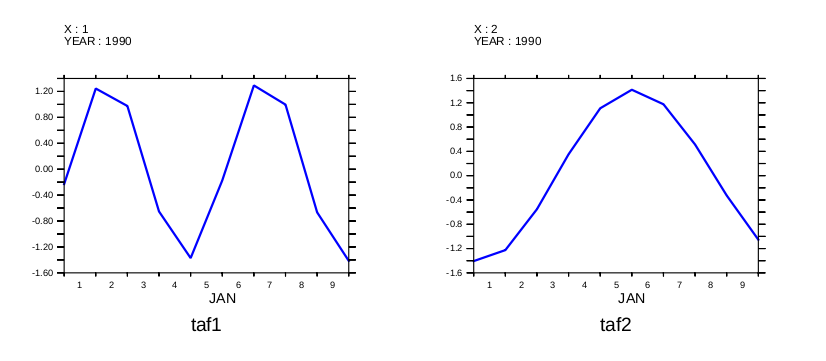 X : 1
YEAR : 1990
1.20
0.80
0.40
0.00
-0.40
-0.80
-1.20
-1.60
1 2 3 4 5 6 7 8 9
JAN
taf1
X : 2
YEAR : 1990
1.6
1.2
0.8
0.4
0.0
-0.4
-0.8
-1.2
-1.6
1 2 3 4 5 6 7 8 9
JAN
taf2